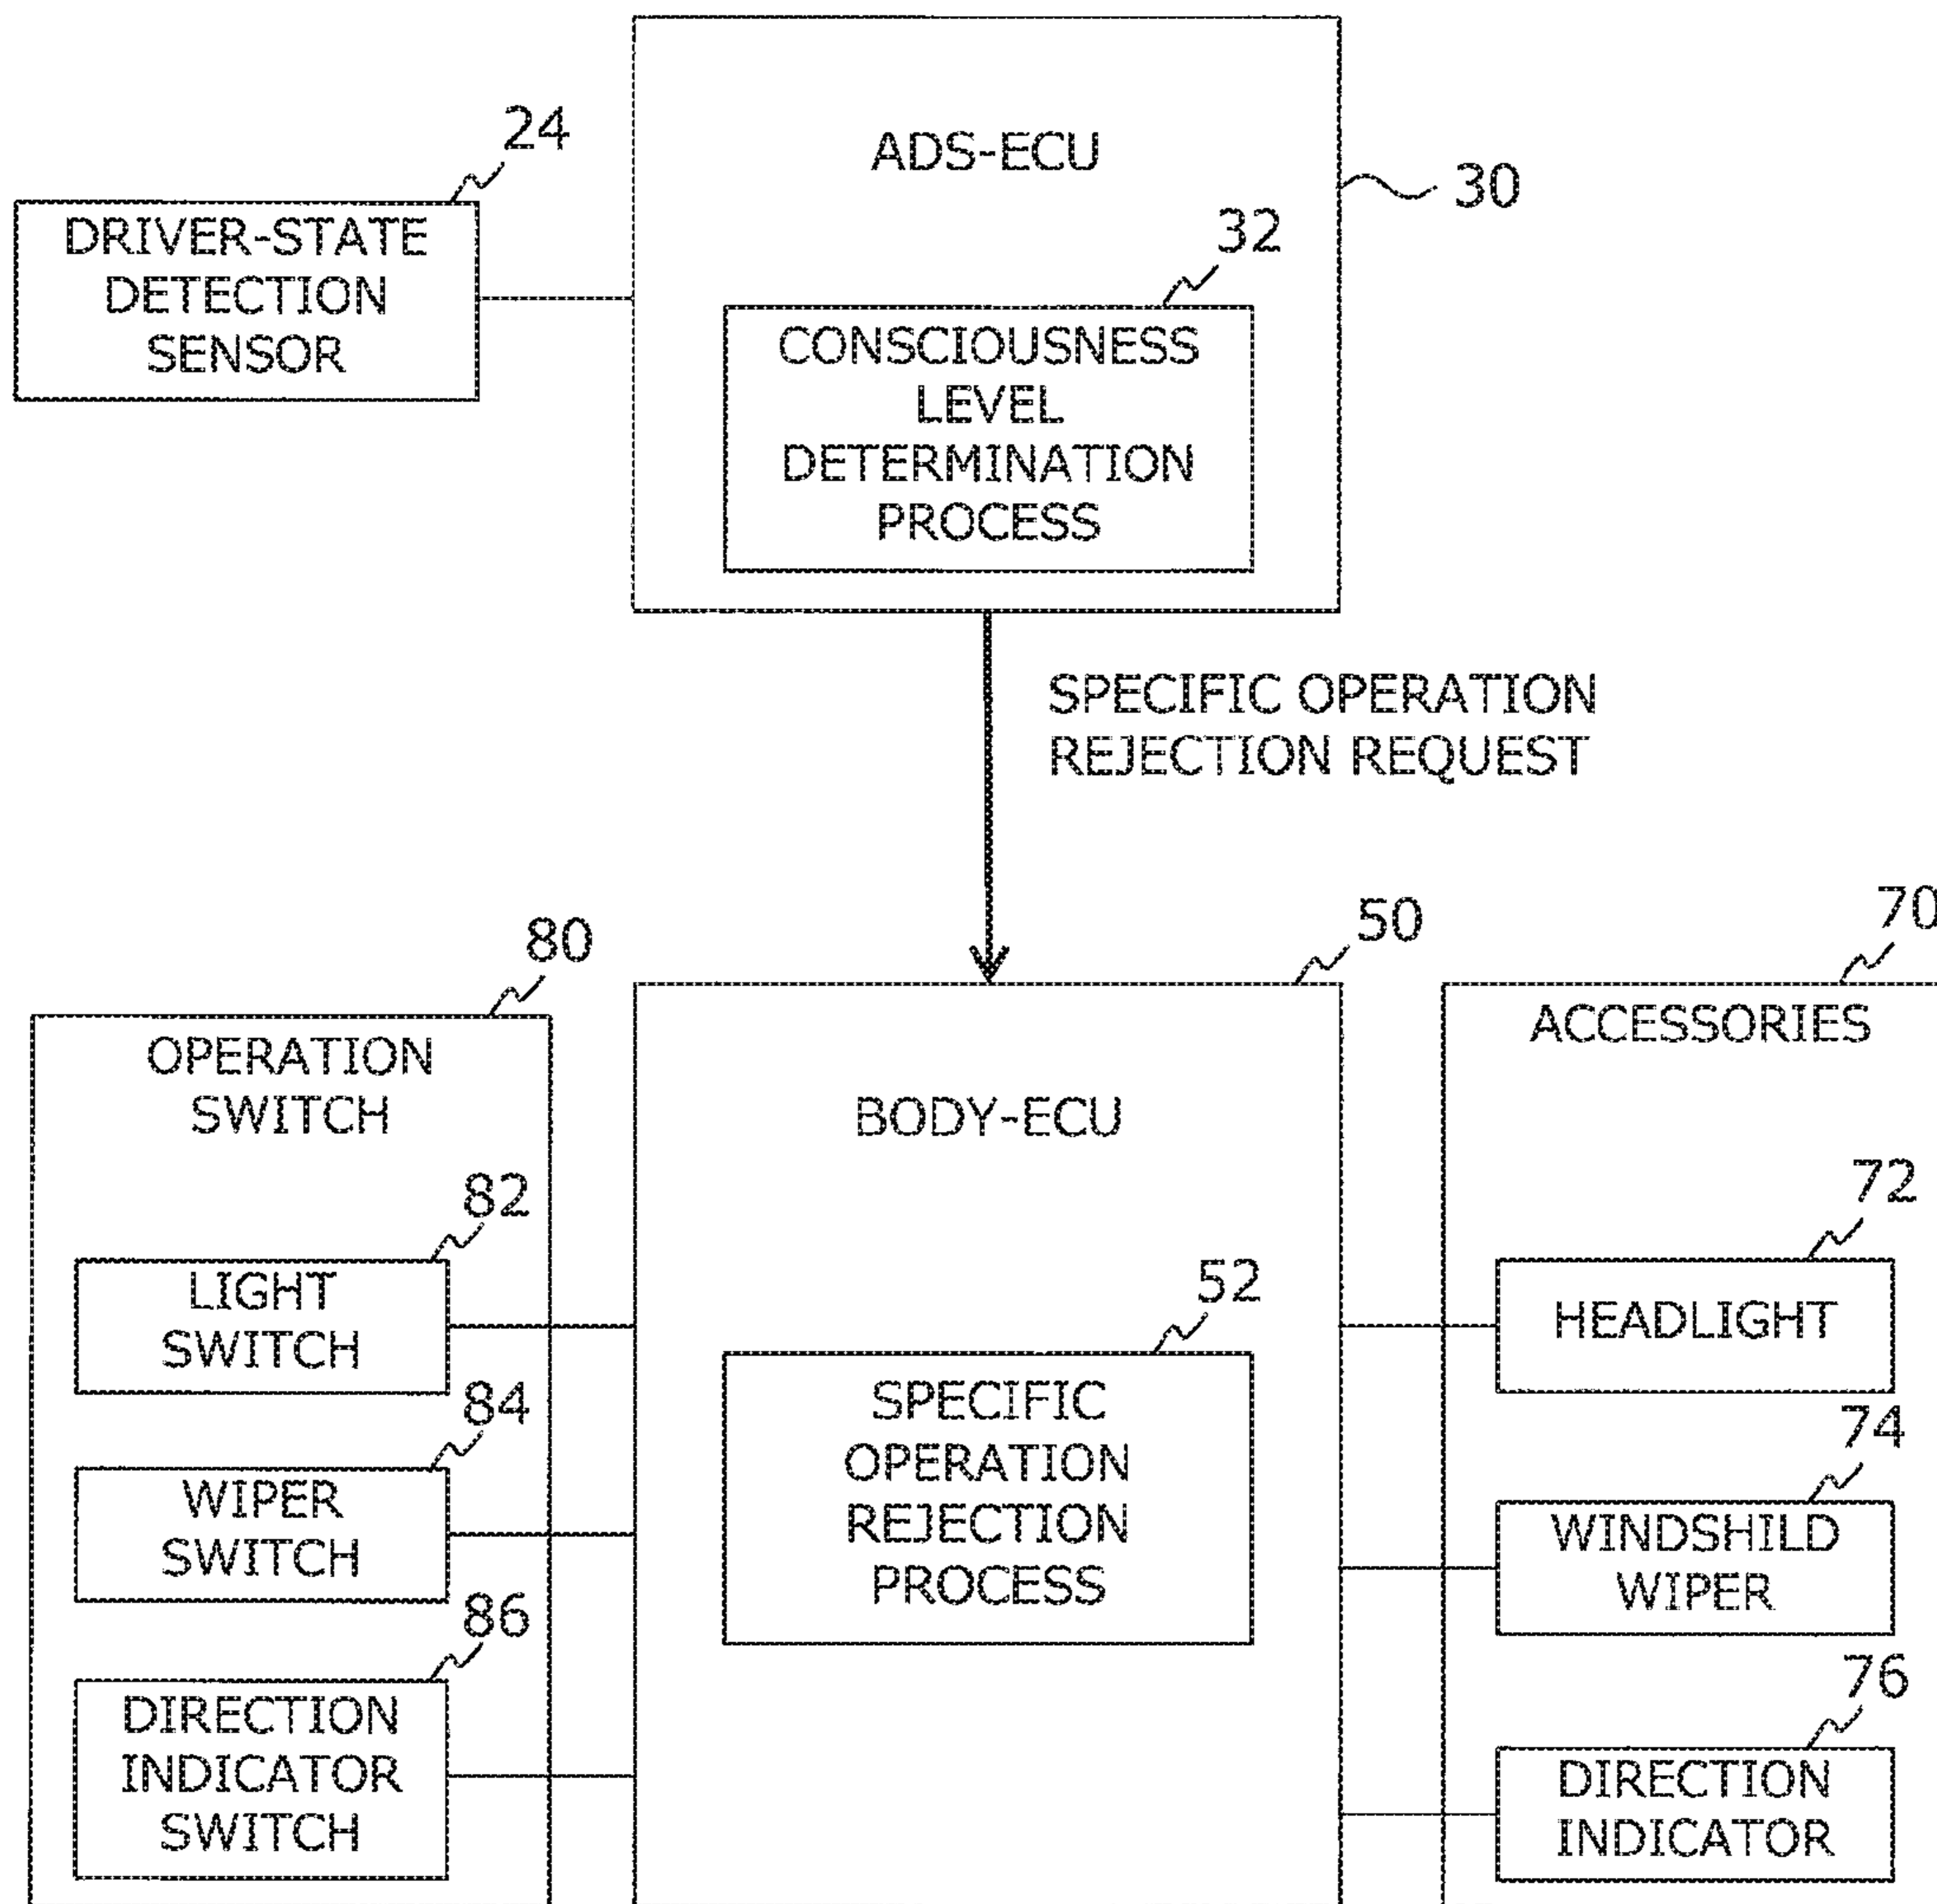 24
DRIVER-STATE
DETECTION
SENSOR
ADS-ECU
30
32
CONSCIOUSNESS
LEVEL
DETERMINATION
PROCESS
SPECIFIC OPERATION
REJECTION REQUEST
80
OPERATION
SWITCH
82
LIGHT
SWITCH
84
WIPER
SWITCH
86
DIRECTION
INDICATOR
SWITCH
50
BODY-ECU
52
SPECIFIC
OPERATION
REJECTION
PROCESS
70
ACCESSORIES
72
HEADLIGHT
74
WINDSHILD
WIPER
76
DIRECTION
INDICATOR